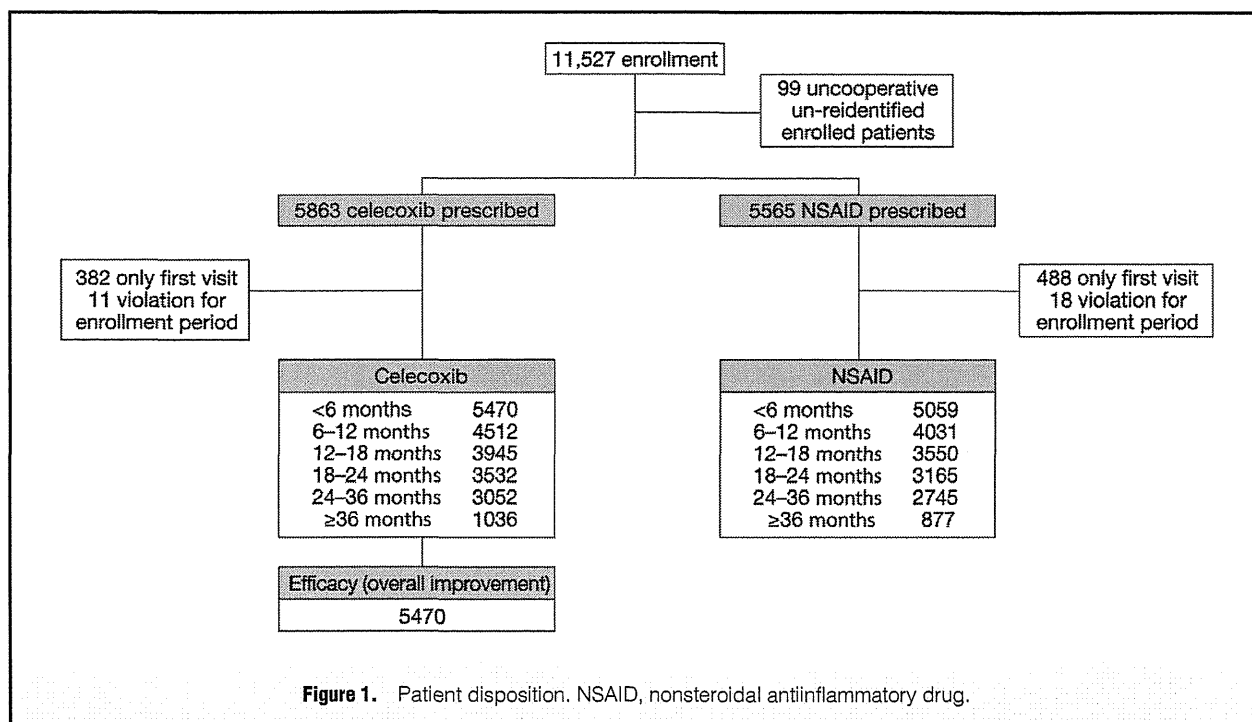 11,527 enrollment
99 uncooperative
un-reidentified
enrolled patients
5863 celecoxib prescribed
5565 NSAID prescribed
382 only first visit
11 violation for
enrollment period
488 only first visit
18 violation for
enrollment period
Celecoxib
<6 months 5470
6–12 months 4512
12–18 months 3945
18–24 months 3532
24–36 months 3052
≥36 months 1036
NSAID
<6 months 5059
6–12 months 4031
12–18 months 3550
18–24 months 3165
24–36 months 2745
≥36 months 877
Efficacy (overall improvement)
5470
Figure 1. Patient disposition. NSAID, nonsteroidal antiinflammatory drug.